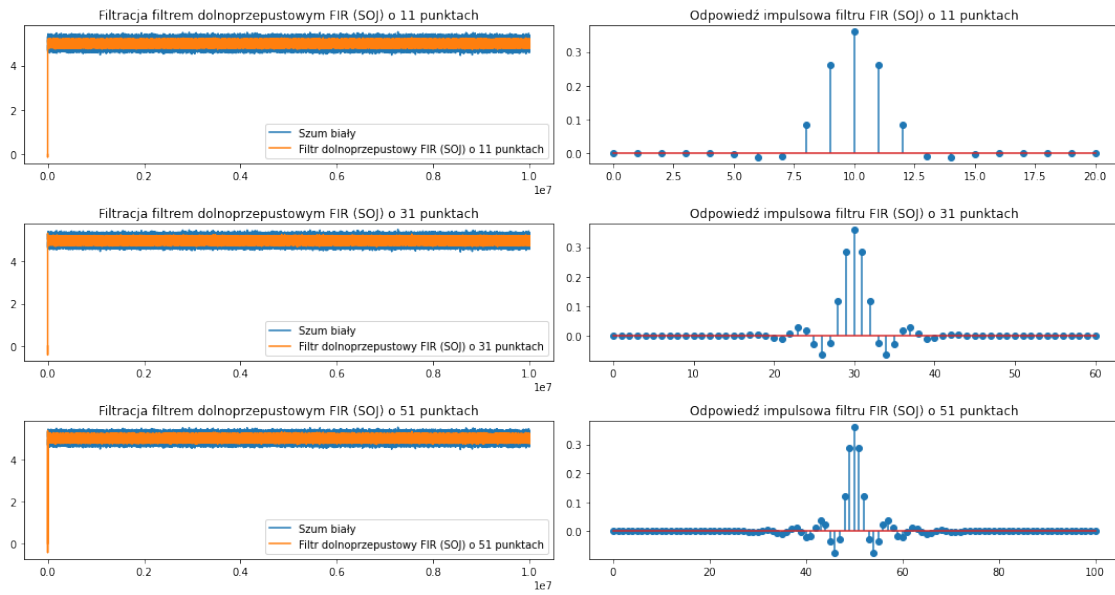 Filtracja filtrem dolnoprzepustowym FIR (SOJ) o 11 punktach
4
2
0
Szum biały
Filtr dolnoprzepustowy FIR (SOJ) o 11 punktach
0.0 0.2 0.4 0.6 0.8 1.0
1e7
Odpowiedź impulsowa filtru FIR (SOJ) o 11 punktach
0.3
0.2
0.1
0.0
0.0 2.5 5.0 7.5 10.0 12.5 15.0 17.5 20.0
Filtracja filtrem dolnoprzepustowym FIR (SOJ) o 31 punktach
4
2
0
Szum biały
Filtr dolnoprzepustowy FIR (SOJ) o 31 punktach
0.0 0.2 0.4 0.6 0.8 1.0
1e7
Odpowiedź impulsowa filtru FIR (SOJ) o 31 punktach
0.3
0.2
0.1
0.0
0 10 20 30 40 50 60
Filtracja filtrem dolnoprzepustowym FIR (SOJ) o 51 punktach
4
2
0
Szum biały
Filtr dolnoprzepustowy FIR (SOJ) o 51 punktach
0.0 0.2 0.4 0.6 0.8 1.0
1e7
Odpowiedź impulsowa filtru FIR (SOJ) o 51 punktach
0.3
0.2
0.1
0.0
0 20 40 60 80 100